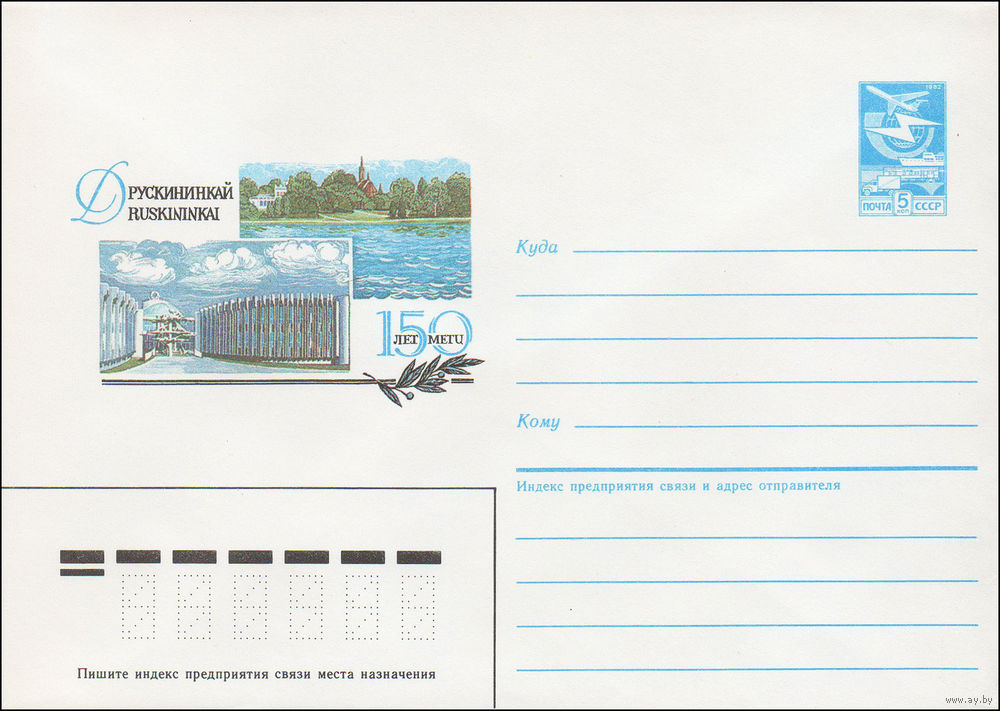 ДРУСКИНИНКАЙ
DRUSKININKAI
150
ЛЕТ МЕТЦ
1982
ПОЧТА 5 КОП СССР
Куда
Кому
Индекс предприятия связи и адрес отправителя
Пишите индекс предприятия связи места назначения
www.ay.by